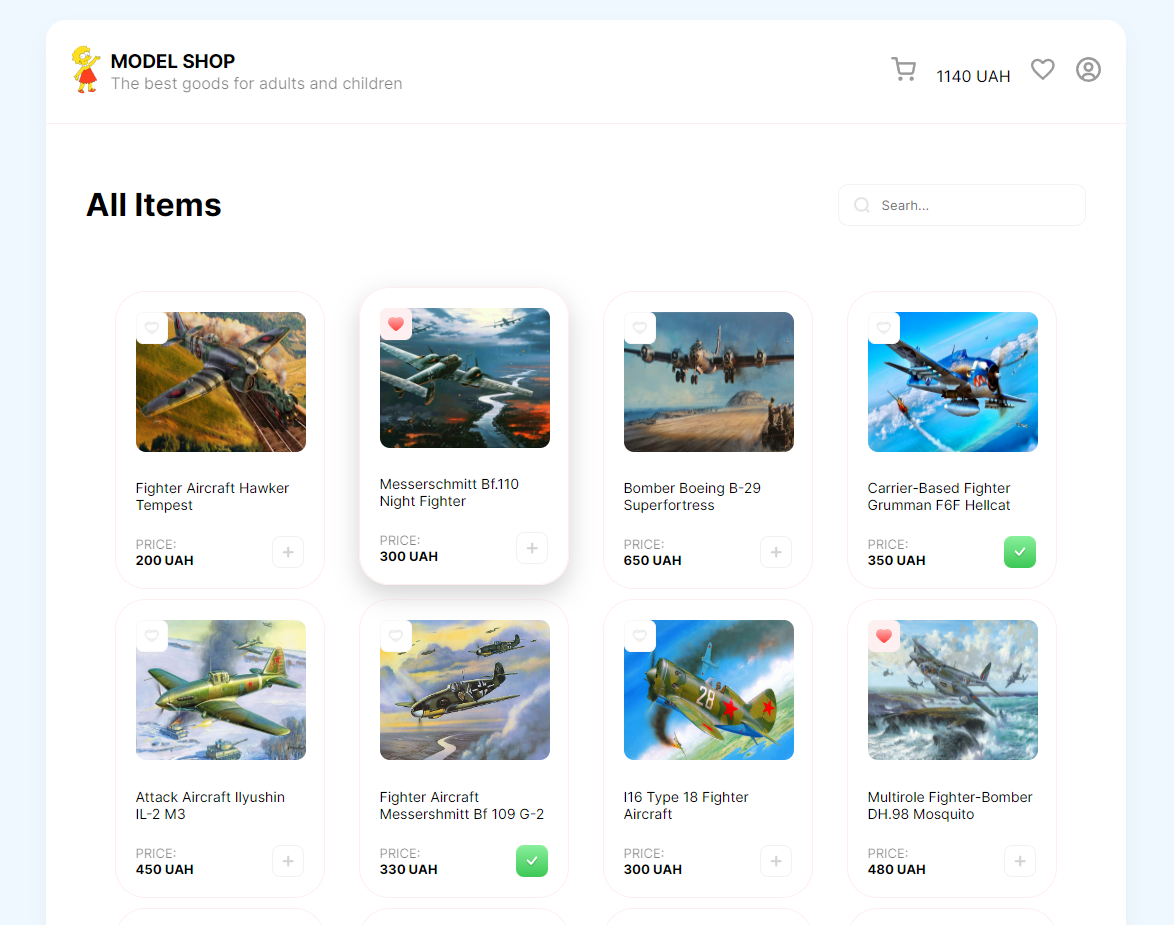 MODEL SHOP
The best goods for adults and children
1140 UAH
All Items
Searh...
Fighter Aircraft Hawker
Tempest
PRICE:
200 UAH
Messerschmitt Bf.110
Night Fighter
PRICE:
300 UAH
Bomber Boeing B-29
Superfortress
PRICE:
650 UAH
Carrier-Based Fighter
Grumman F6F Hellcat
PRICE:
350 UAH
Attack Aircraft Ilyushin
IL-2 M3
PRICE:
450 UAH
Fighter Aircraft
Messershmitt Bf 109 G-2
PRICE:
330 UAH
28
I16 Type 18 Fighter
Aircraft
PRICE:
300 UAH
Multirole Fighter-Bomber
DH.98 Mosquito
PRICE:
480 UAH